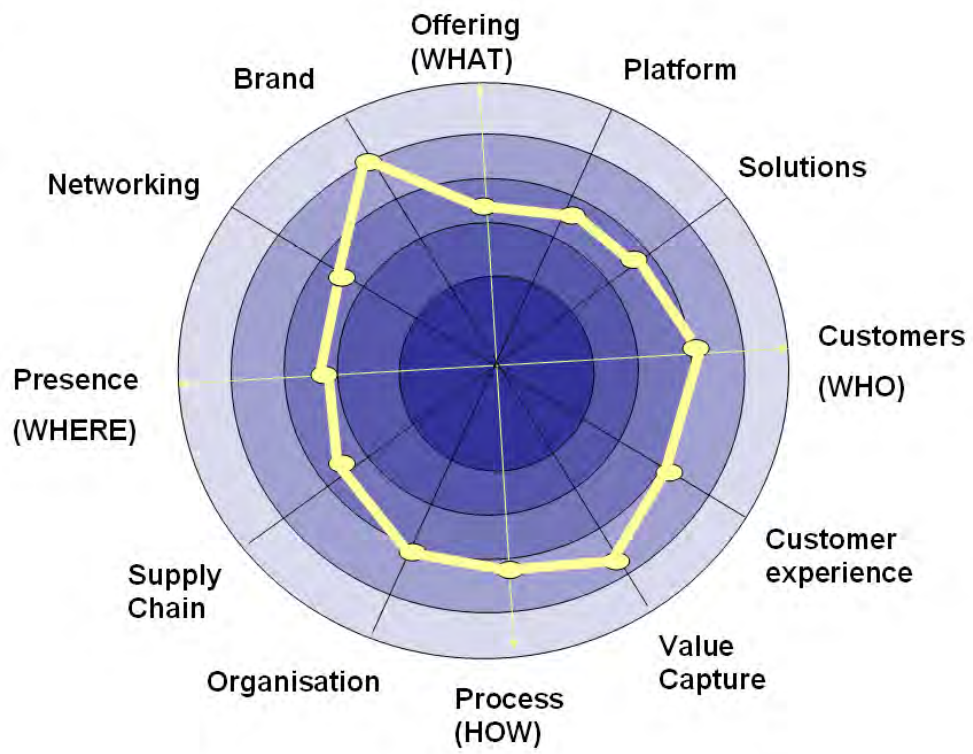 Offering
(WHAT)
Platform
Solutions
Customers
(WHO)
Customer
experience
Value
Capture
Process
(HOW)
Organisation
Supply
Chain
Presence
(WHERE)
Networking
Brand